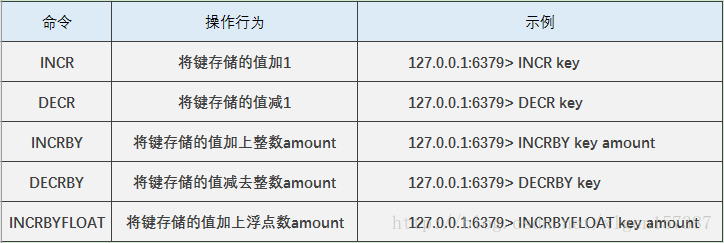 命令 操作行为 示例
INCR 将键存储的值加1 127.0.0.1:6379> INCR key
DECR 将键存储的值减1 127.0.0.1:6379> DECR key
INCRBY 将键存储的值加上整数amount 127.0.0.1:6379> INCRBY key amount
DECRBY 将键存储的值减去整数amount 127.0.0.1:6379> DECRBY key
INCRBYFLOAT 将键存储的值加上浮点数amount 127.0.0.1:6379> INCRBYFLOAT key amount